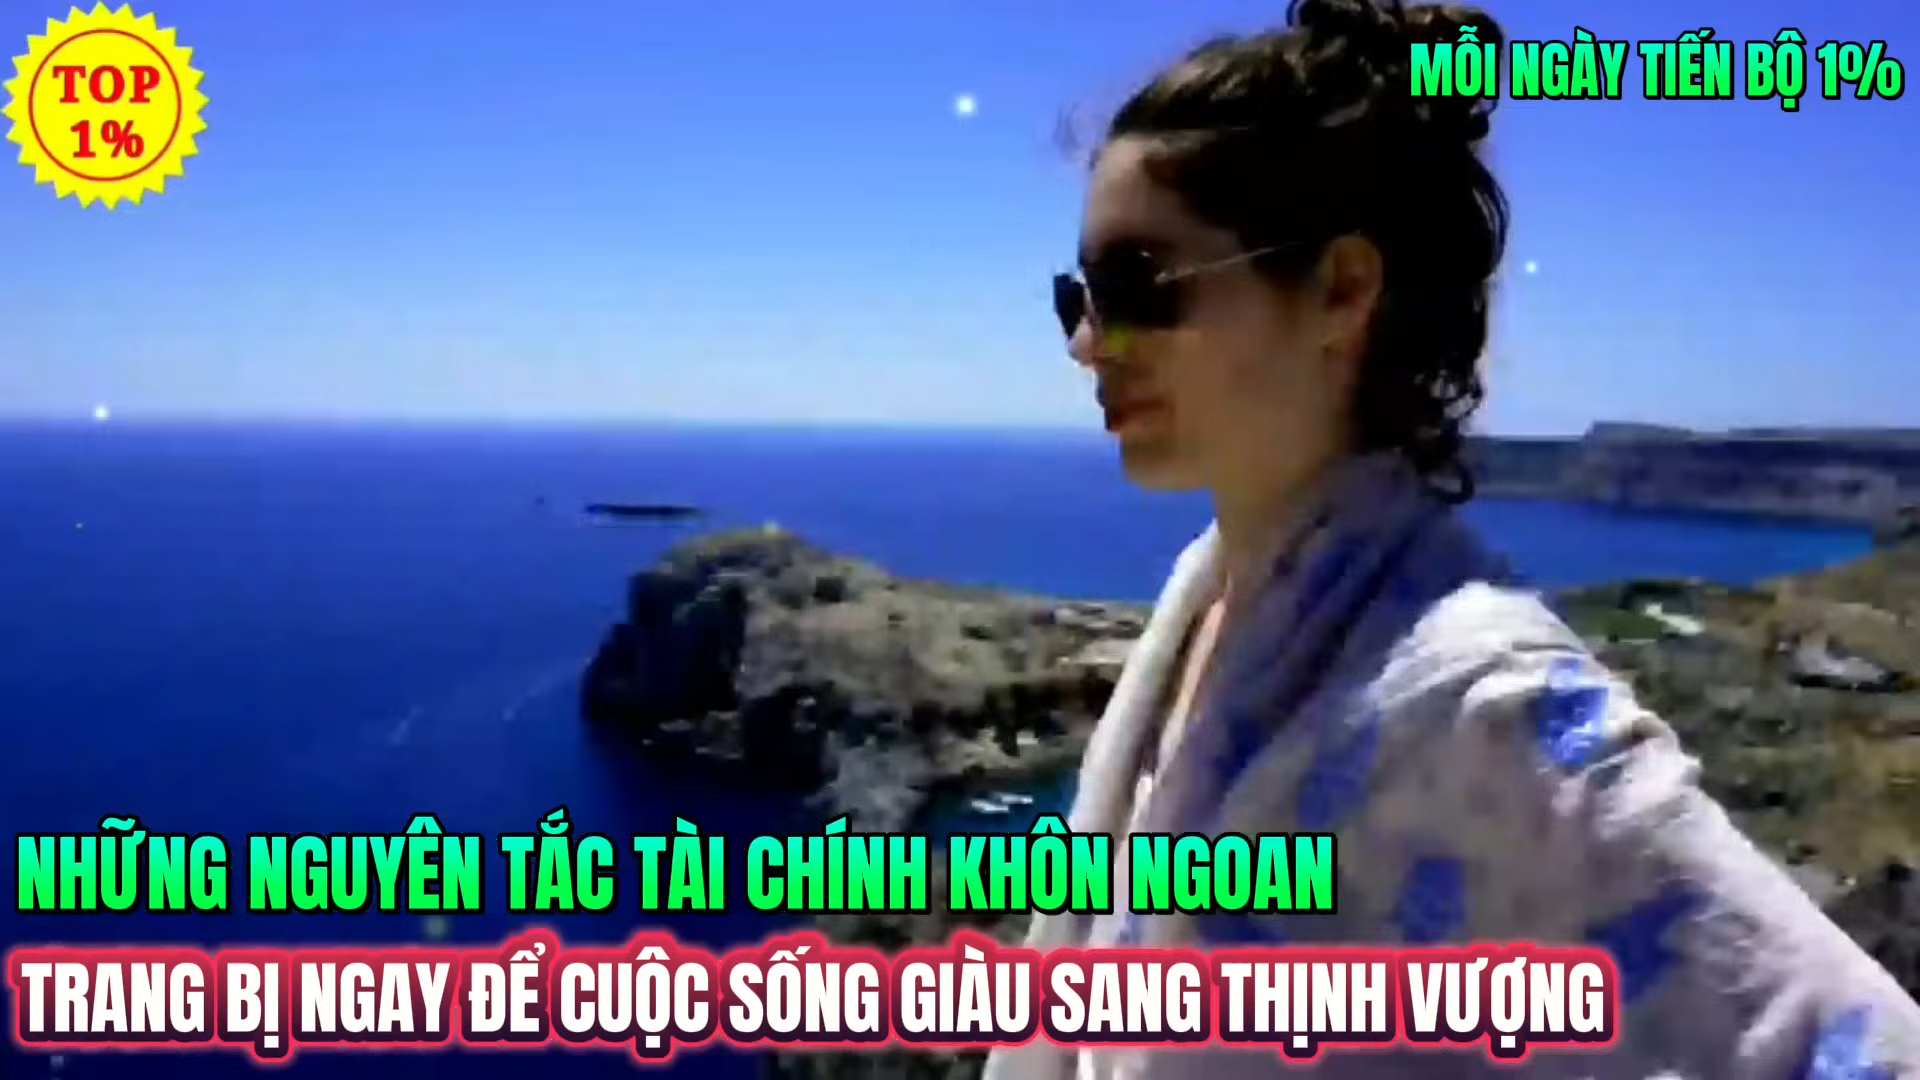 TOP
1%
MỖI NGÀY TIẾN BỘ 1%
NHỮNG NGUYÊN TẮC TÀI CHÍNH KHÔN NGOAN
TRANG BỊ NGAY ĐỂ CUỘC SỐNG GIÀU SANG THỊNH VƯỢNG